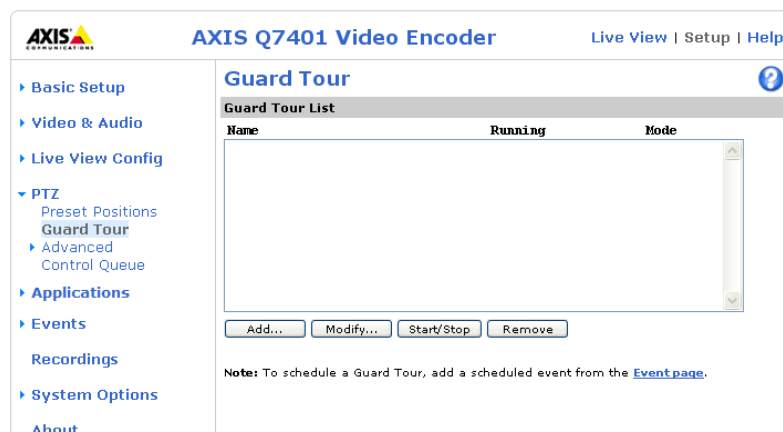 AXIS
COMMUNICATIONS
AXIS Q7401 Video Encoder
Live View | Setup | Help
Basic Setup
Video & Audio
Live View Config
PTZ
Preset Positions
Guard Tour
Advanced
Control Queue
Applications
Events
Recordings
System Options
About
Guard Tour
?
Guard Tour List
Name Running Mode
Add... Modify... Start/Stop Remove
Note: To schedule a Guard Tour, add a scheduled event from the Event page.